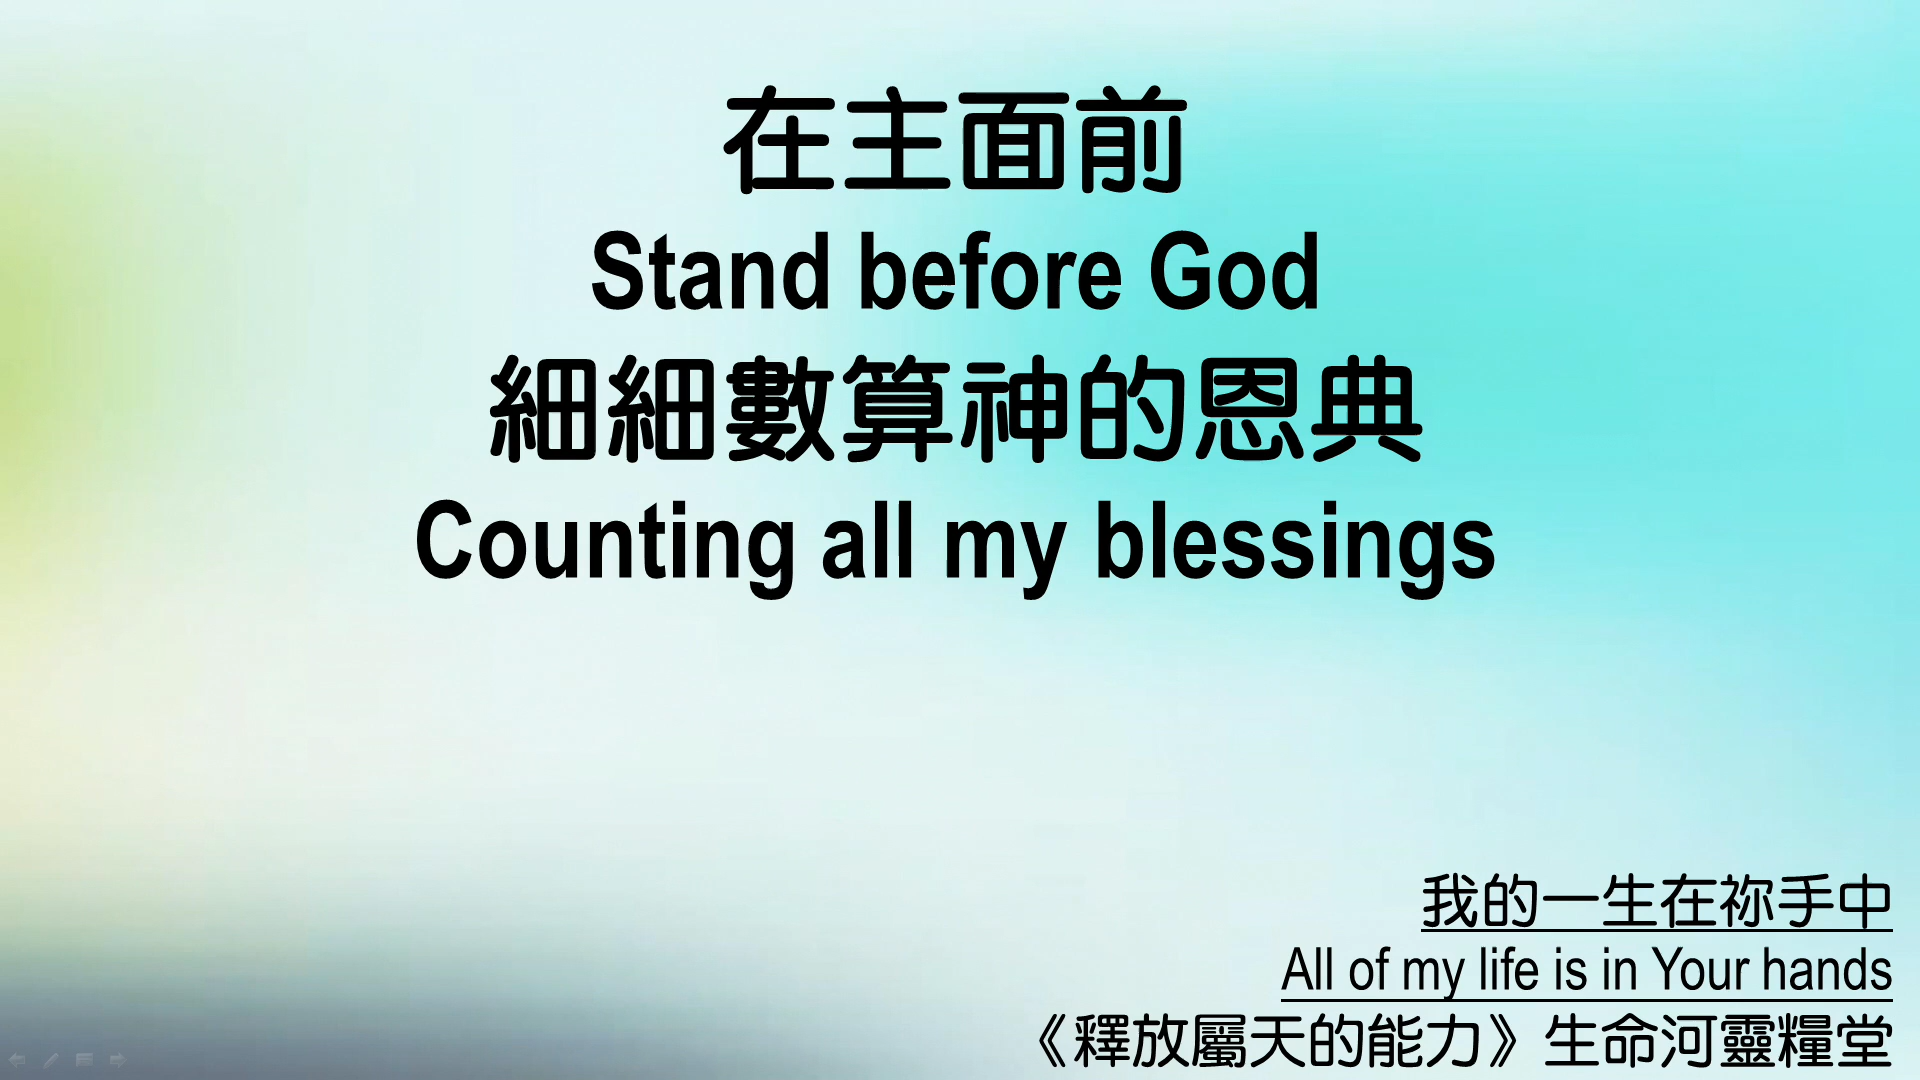 在主面前
Stand before God
細細數算神的恩典
Counting all my blessings
我的一生在祢手中
All of my life is in Your hands
《釋放屬天的能力》生命河靈糧堂